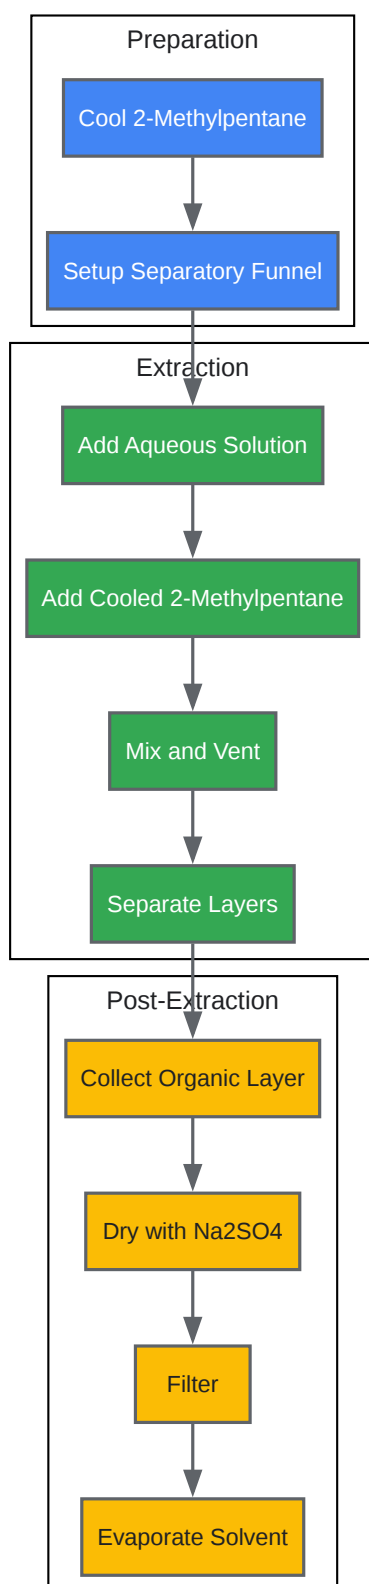 Preparation
Cool 2-Methylpentane
Setup Separatory Funnel
Extraction
Add Aqueous Solution
Add Cooled 2-Methylpentane
Mix and Vent
Separate Layers
Post-Extraction
Collect Organic Layer
Dry with Na2SO4
Filter
Evaporate Solvent